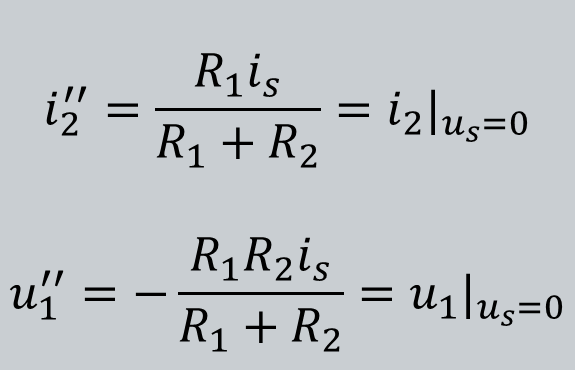 i₂″ = R₁iₛ / (R₁ + R₂) = i₂|ᵤₛ₌₀
u₁″ = − R₁R₂iₛ / (R₁ + R₂) = u₁|ᵤₛ₌₀